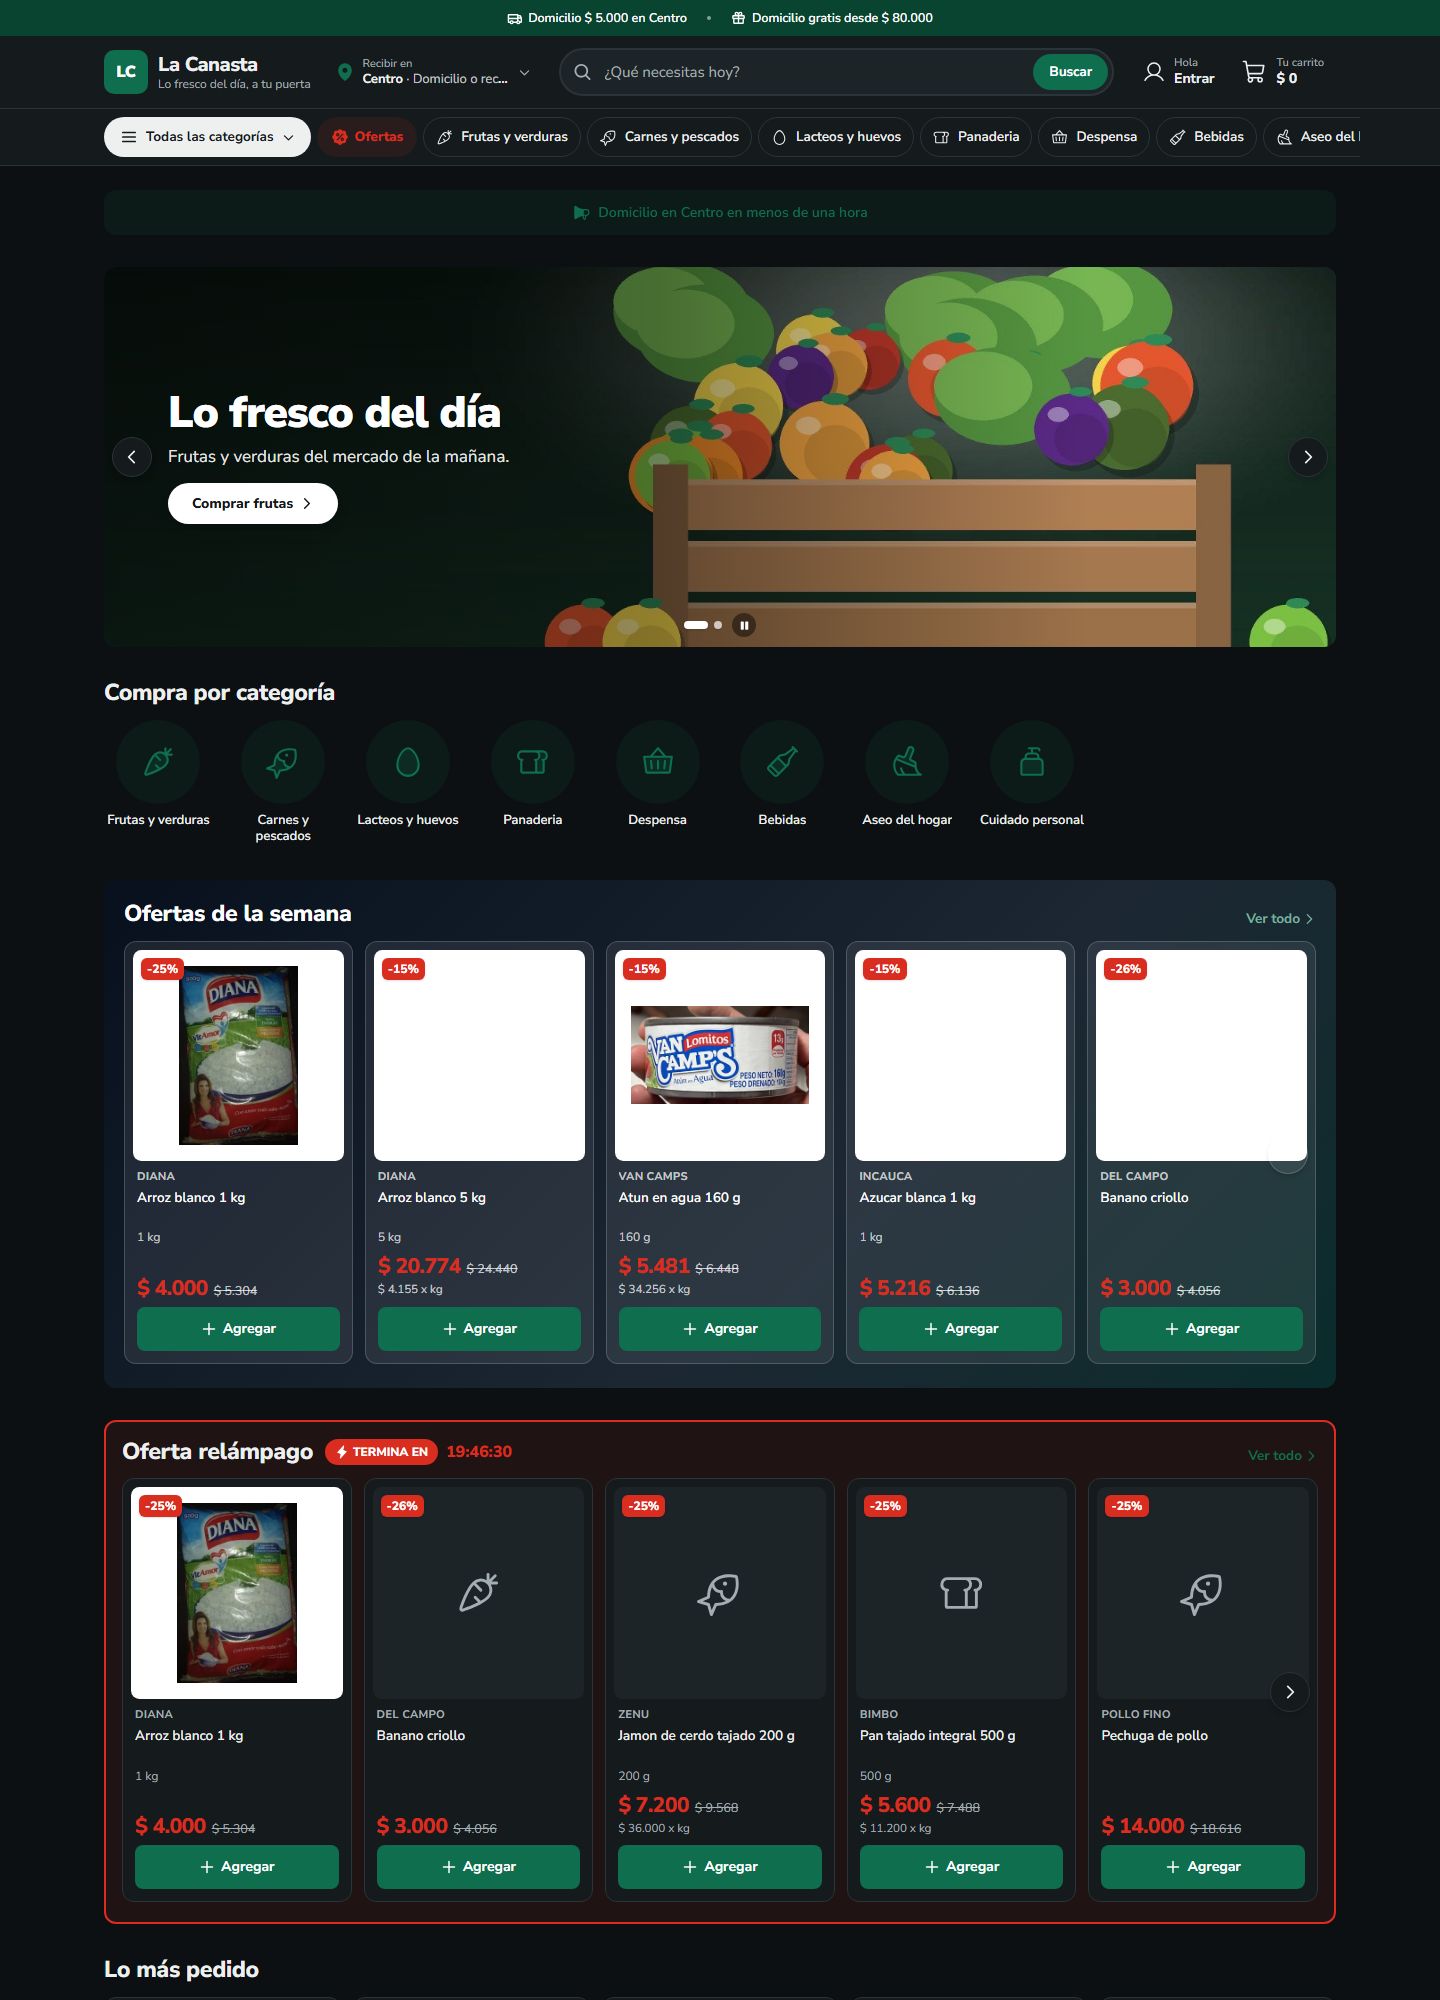 Domicilio $ 5.000 en Centro • Domicilio gratis desde $ 80.000
LC
La Canasta
Lo fresco del día, a tu puerta
Recibir en
Centro · Domicilio o rec...
¿Qué necesitas hoy?
Buscar
Hola
Entrar
Tu carrito
$ 0
Todas las categorías
Ofertas
Frutas y verduras
Carnes y pescados
Lacteos y huevos
Panaderia
Despensa
Bebidas
Aseo del
Domicilio en Centro en menos de una hora
Lo fresco del día
Frutas y verduras del mercado de la mañana.
Comprar frutas
Compra por categoría
Frutas y verduras
Carnes y
pescados
Lacteos y huevos
Panaderia
Despensa
Bebidas
Aseo del hogar
Cuidado personal
Ofertas de la semana
Ver todo
-25%
DIANA
DIANA
Arroz blanco 1 kg
1 kg
$ 4.000 $ 5.304
Agregar
-15%
DIANA
Arroz blanco 5 kg
5 kg
$ 20.774 $ 24.440
$ 4.155 x kg
Agregar
-15%
VAN
Lomitos
CAMP'S
Atún en Agua
PESO NETO: 160g
PESO DRENADO:
VAN CAMPS
Atun en agua 160 g
160 g
$ 5.481 $ 6.448
$ 34.256 x kg
Agregar
-15%
INCAUCA
Azucar blanca 1 kg
1 kg
$ 5.216 $ 6.136
Agregar
-26%
DEL CAMPO
Banano criollo
$ 3.000 $ 4.056
Agregar
Oferta relámpago
TERMINA EN
19:46:30
Ver todo
-25%
DIANA
DIANA
Arroz blanco 1 kg
1 kg
$ 4.000 $ 5.304
Agregar
-26%
DEL CAMPO
Banano criollo
$ 3.000 $ 4.056
Agregar
-25%
ZENU
Jamon de cerdo tajado 200 g
200 g
$ 7.200 $ 9.568
$ 36.000 x kg
Agregar
-25%
BIMBO
Pan tajado integral 500 g
500 g
$ 5.600 $ 7.488
$ 11.200 x kg
Agregar
-25%
POLLO FINO
Pechuga de pollo
$ 14.000 $ 18.616
Agregar
Lo más pedido